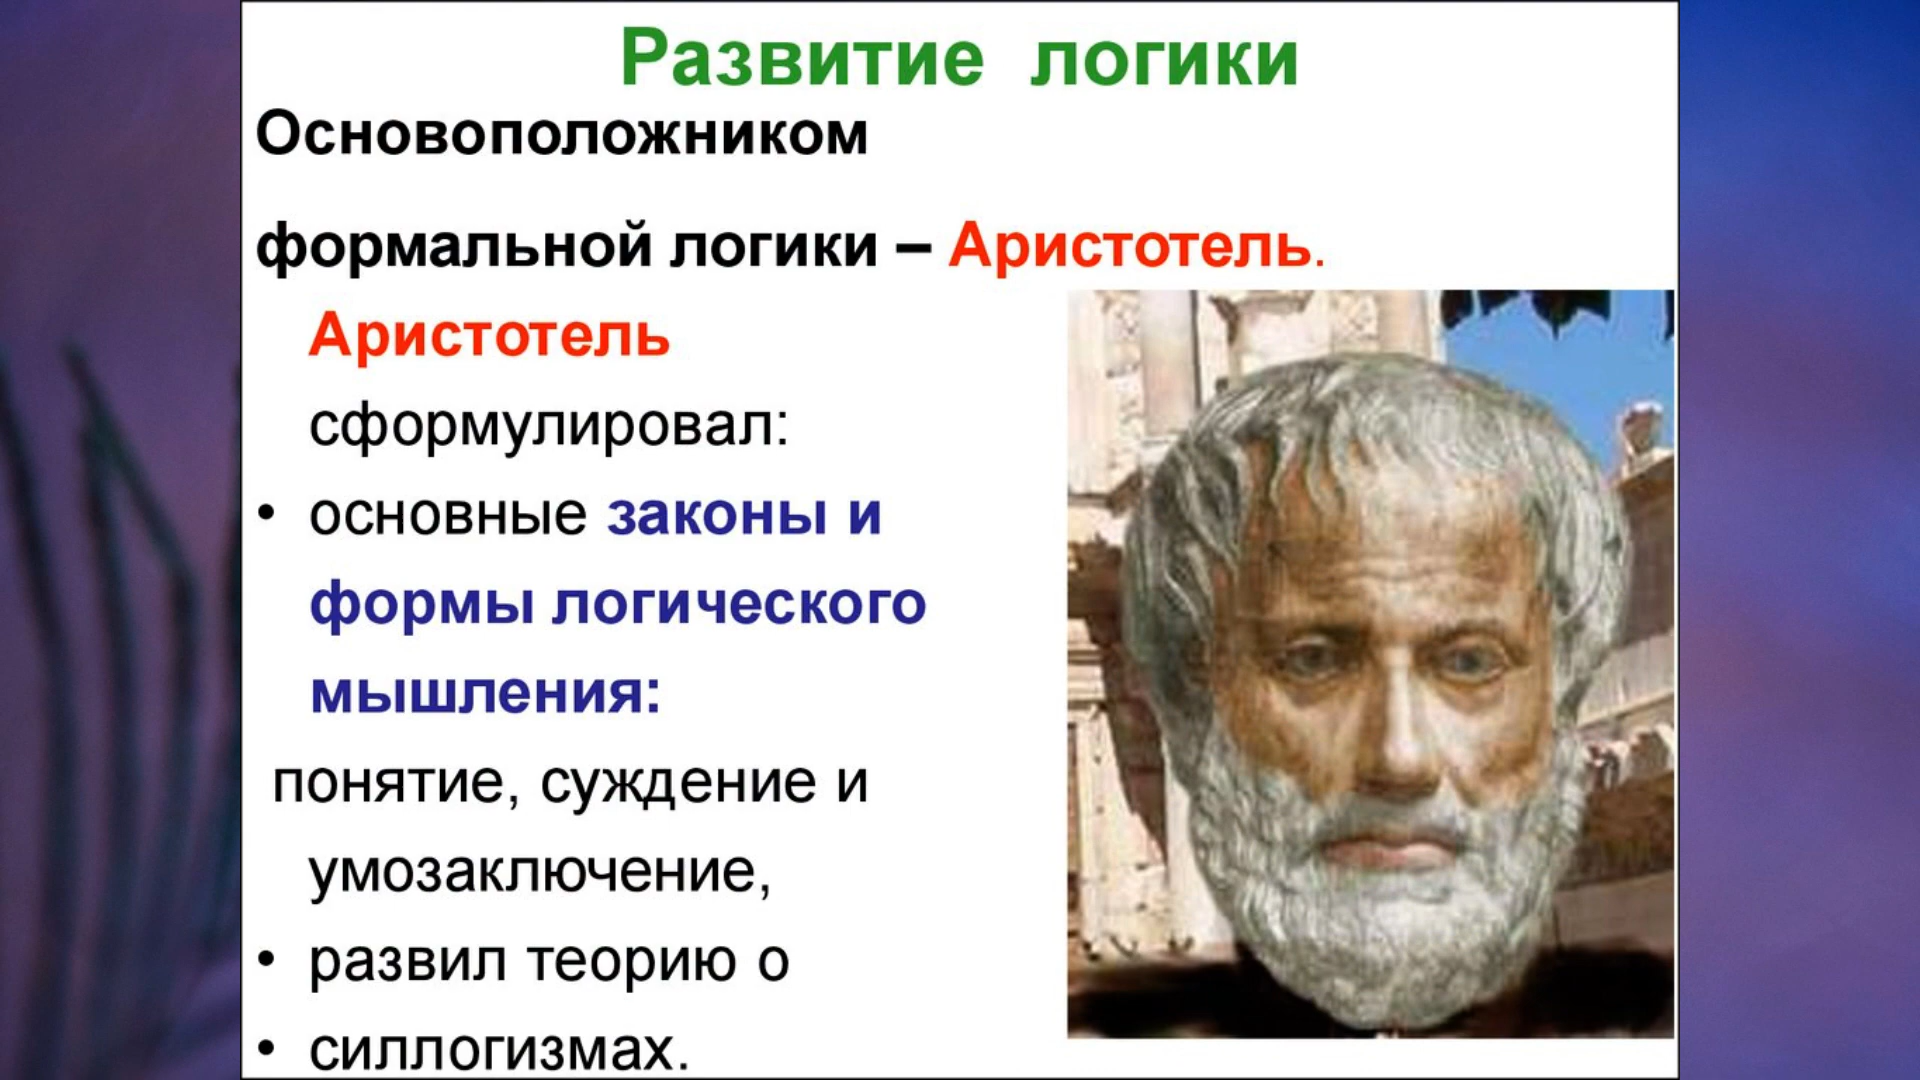 Развитие логики
Основоположником
формальной логики – Аристотель.
Аристотель
сформулировал:
• основные законы и
формы логического
мышления:
понятие, суждение и
умозаключение,
• развил теорию о
• силлогизмах.